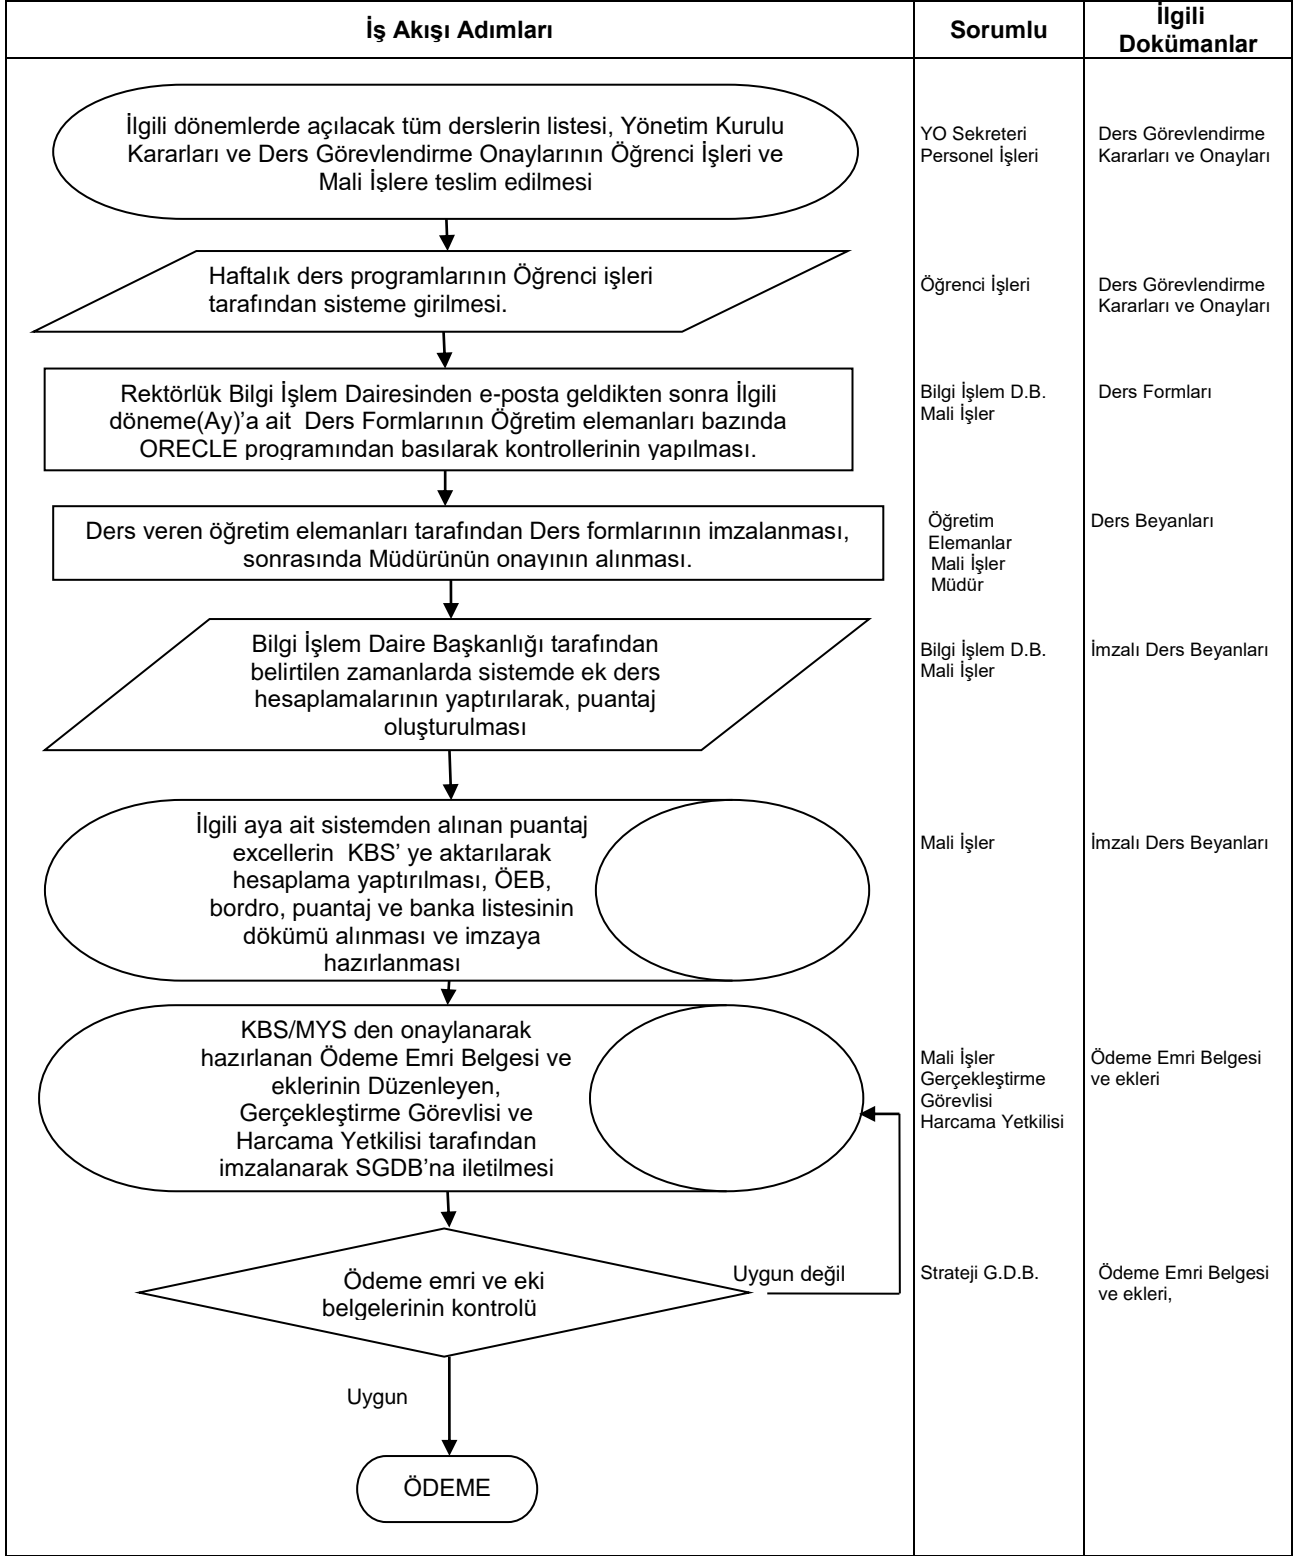 İş Akışı Adımları
Sorumlu
İlgili
Dokümanlar
İlgili dönemlerde açılacak tüm derslerin listesi, Yönetim Kurulu
Kararları ve Ders Görevlendirme Onaylarının Öğrenci İşleri ve
Mali İşlere teslim edilmesi
YO Sekreteri
Personel İşleri
Ders Görevlendirme
Kararları ve Onayları
Haftalık ders programlarının Öğrenci işleri
tarafından sisteme girilmesi.
Öğrenci İşleri
Ders Görevlendirme
Kararları ve Onayları
Rektörlük Bilgi İşlem Dairesinden e-posta geldikten sonra İlgili
döneme(Ay)’a ait  Ders Formlarının Öğretim elemanları bazında
ORECLE programından basılarak kontrollerinin yapılması.
Bilgi İşlem D.B.
Mali İşler
Ders Formları
Ders veren öğretim elemanları tarafından Ders formlarının imzalanması,
sonrasında Müdürünün onayının alınması.
Öğretim
Elemanlar
Mali İşler
Müdür
Ders Beyanları
Bilgi İşlem Daire Başkanlığı tarafından
belirtilen zamanlarda sistemde ek ders
hesaplamalarının yaptırılarak, puantaj
oluşturulması
Bilgi İşlem D.B.
Mali İşler
İmzalı Ders Beyanları
İlgili aya ait sistemden alınan puantaj
excellerin  KBS’ ye aktarılarak
hesaplama yaptırılması, ÖEB,
bordro, puantaj ve banka listesinin
dökümü alınması ve imzaya
hazırlanması
Mali İşler
İmzalı Ders Beyanları
KBS/MYS den onaylanarak
hazırlanan Ödeme Emri Belgesi ve
eklerinin Düzenleyen,
Gerçekleştirme Görevlisi ve
Harcama Yetkilisi tarafından
imzalanarak SGDB’na iletilmesi
Mali İşler
Gerçekleştirme
Görevlisi
Harcama Yetkilisi
Ödeme Emri Belgesi
ve ekleri
Ödeme emri ve eki
belgelerinin kontrolü
Uygun değil
Strateji G.D.B.
Ödeme Emri Belgesi
ve ekleri,
Uygun
ÖDEME